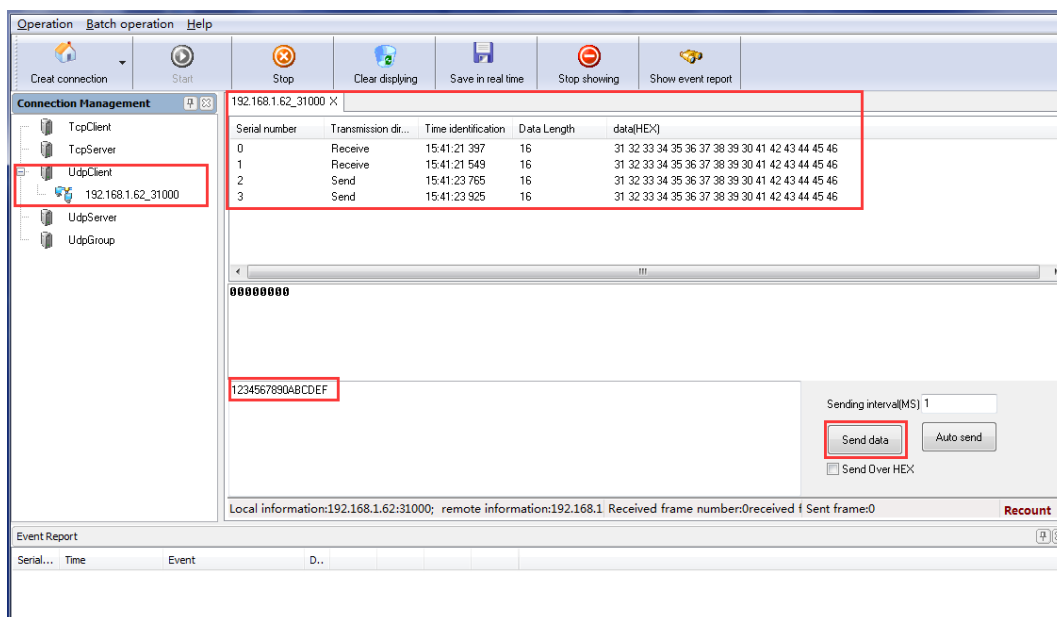 Operation Batch operation Help
Creat connection Start Stop Clear displying Save in real time Stop showing Show event report
Connection Management
TcpClient
TcpServer
UdpClient
192.168.1.62_31000
UdpServer
UdpGroup
192.168.1.62_31000
Serial number Transmission dir... Time identification Data Length data(HEX)
0 Receive 15:41:21 397 16 31 32 33 34 35 36 37 38 39 30 41 42 43 44 45 46
1 Receive 15:41:21 549 16 31 32 33 34 35 36 37 38 39 30 41 42 43 44 45 46
2 Send 15:41:23 765 16 31 32 33 34 35 36 37 38 39 30 41 42 43 44 45 46
3 Send 15:41:23 925 16 31 32 33 34 35 36 37 38 39 30 41 42 43 44 45 46
00000000
1234567890ABCDEF
Sending interval(MS) 1
Send data Auto send
Send Over HEX
Local information:192.168.1.62:31000; remote information:192.168.1 Received frame number:0received f Sent frame:0 Recount
Event Report
Serial... Time Event D..